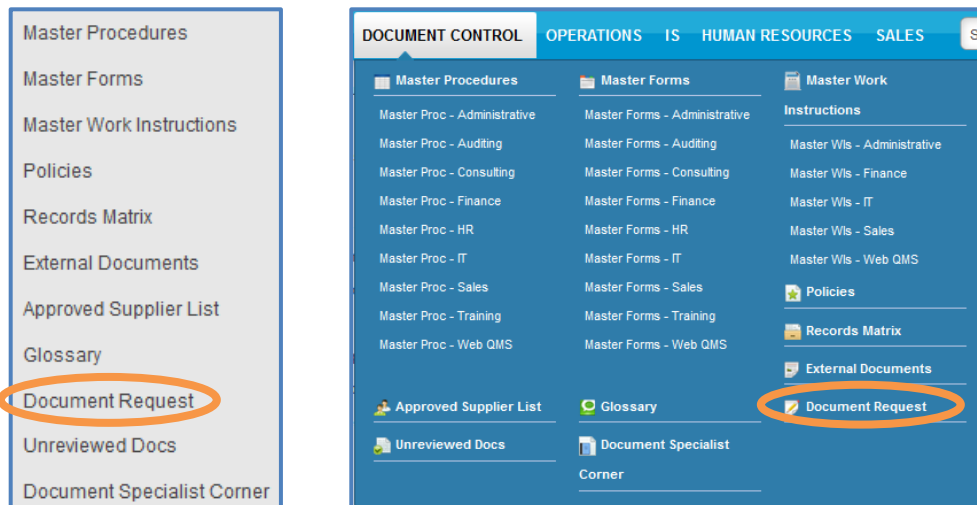 Master Procedures
Master Forms
Master Work Instructions
Policies
Records Matrix
External Documents
Approved Supplier List
Glossary
Document Request
Unreviewed Docs
Document Specialist Corner
DOCUMENT CONTROL OPERATIONS IS HUMAN RESOURCES SALES S
Master Procedures
Master Proc - Administrative
Master Proc - Auditing
Master Proc - Consulting
Master Proc - Finance
Master Proc - HR
Master Proc - IT
Master Proc - Sales
Master Proc - Training
Master Proc - Web QMS
Master Forms
Master Forms - Administrative
Master Forms - Auditing
Master Forms - Consulting
Master Forms - Finance
Master Forms - HR
Master Forms - IT
Master Forms - Sales
Master Forms - Training
Master Forms - Web QMS
Master Work
Instructions
Master WIs - Administrative
Master WIs - Finance
Master WIs - IT
Master WIs - Sales
Master WIs - Web QMS
Policies
Records Matrix
External Documents
Approved Supplier List
Glossary
Document Request
Unreviewed Docs
Document Specialist
Corner